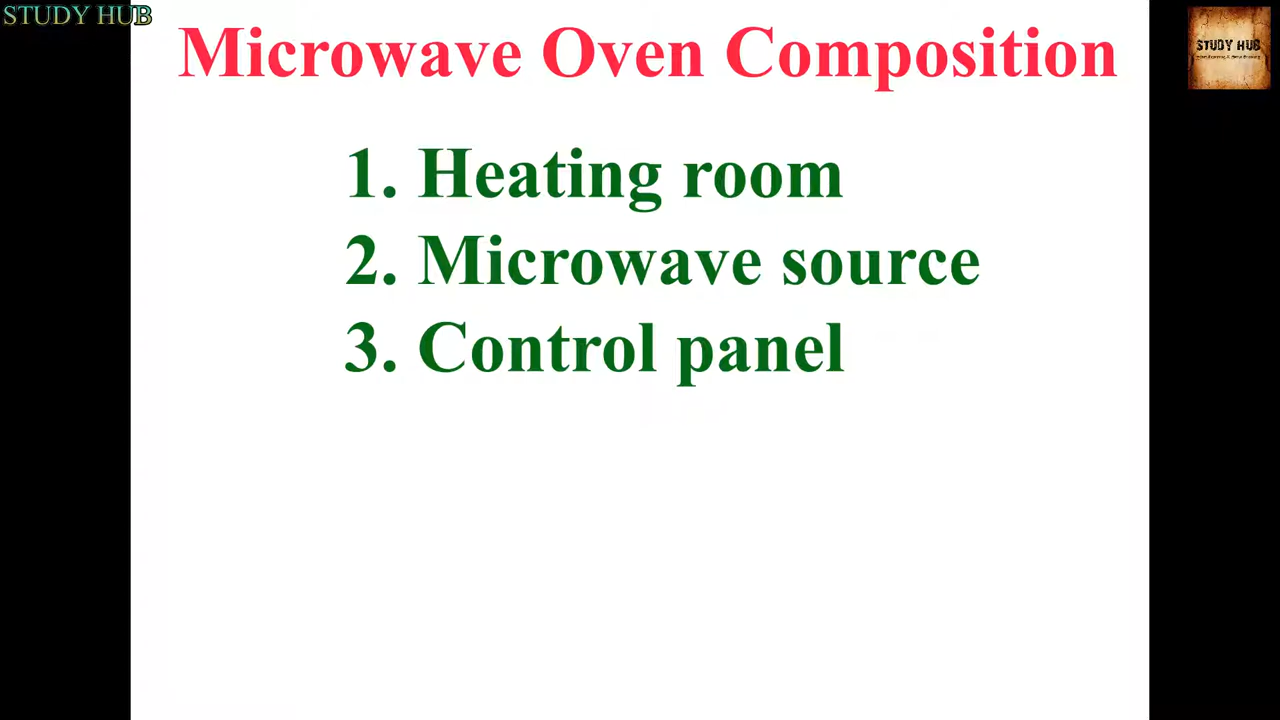 STUDY HUB
Microwave Oven Composition
STUDY HUB
1. Heating room
2. Microwave source
3. Control panel